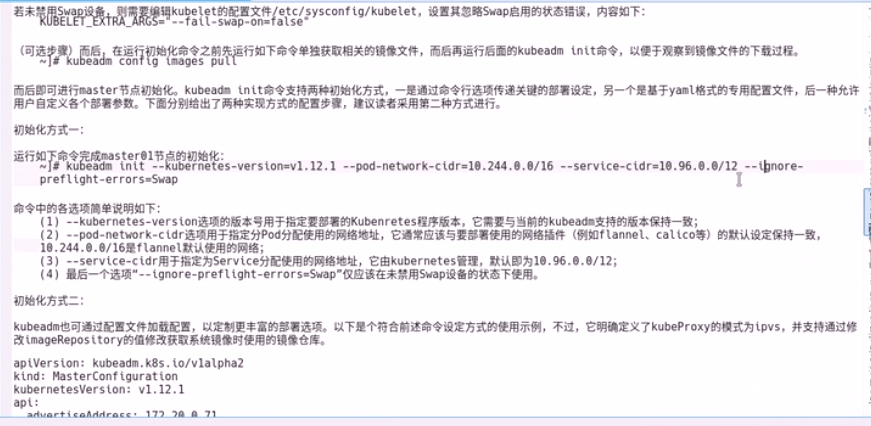 若未禁用Swap设备，则需要编辑kubelet的配置文件/etc/sysconfig/kubelet，设置其忽略Swap启用的状态错误，内容如下：
KUBELET_EXTRA_ARGS="--fail-swap-on=false"
（可选步骤）而后，在运行初始化命令之前先运行如下命令单独获取相关的镜像文件，而后再运行后面的kubeadm init命令，以便于观察到镜像文件的下载过程。
~]# kubeadm config images pull
而后即可进行master节点初始化。kubeadm init命令支持两种初始化方式，一是通过命令行选项传递关键的部署设定，另一个是基于yaml格式的专用配置文件，后一种允许
用户自定义各个部署参数。下面分别给出了两种实现方式的配置步骤，建议读者采用第二种方式进行。
初始化方式一：
运行如下命令完成master01节点的初始化：
~]# kubeadm init --kubernetes-version=v1.12.1 --pod-network-cidr=10.244.0.0/16 --service-cidr=10.96.0.0/12 --ignore-
preflight-errors=Swap
命令中的各选项简单说明如下：
(1) --kubernetes-version选项的版本号用于指定要部署的Kubenretes程序版本，它需要与当前的kubeadm支持的版本保持一致；
(2) --pod-network-cidr选项用于指定分Pod分配使用的网络地址，它通常应该与要部署使用的网络插件（例如flannel、calico等）的默认设定保持一致，
10.244.0.0/16是flannel默认使用的网络；
(3) --service-cidr用于指定为Service分配使用的网络地址，它由kubernetes管理，默认即为10.96.0.0/12；
(4) 最后一个选项“--ignore-preflight-errors=Swap”仅应该在未禁用Swap设备的状态下使用。
初始化方式二：
kubeadm也可通过配置文件加载配置，以定制更丰富的部署选项。以下是个符合前述命令设定方式的使用示例，不过，它明确定义了kubeProxy的模式为ipvs，并支持通过修
改imageRepository的值修改获取系统镜像时使用的镜像仓库。
apiVersion: kubeadm.k8s.io/v1alpha2
kind: MasterConfiguration
kubernetesVersion: v1.12.1
api:
advertiseAddress: 172.20.0.71